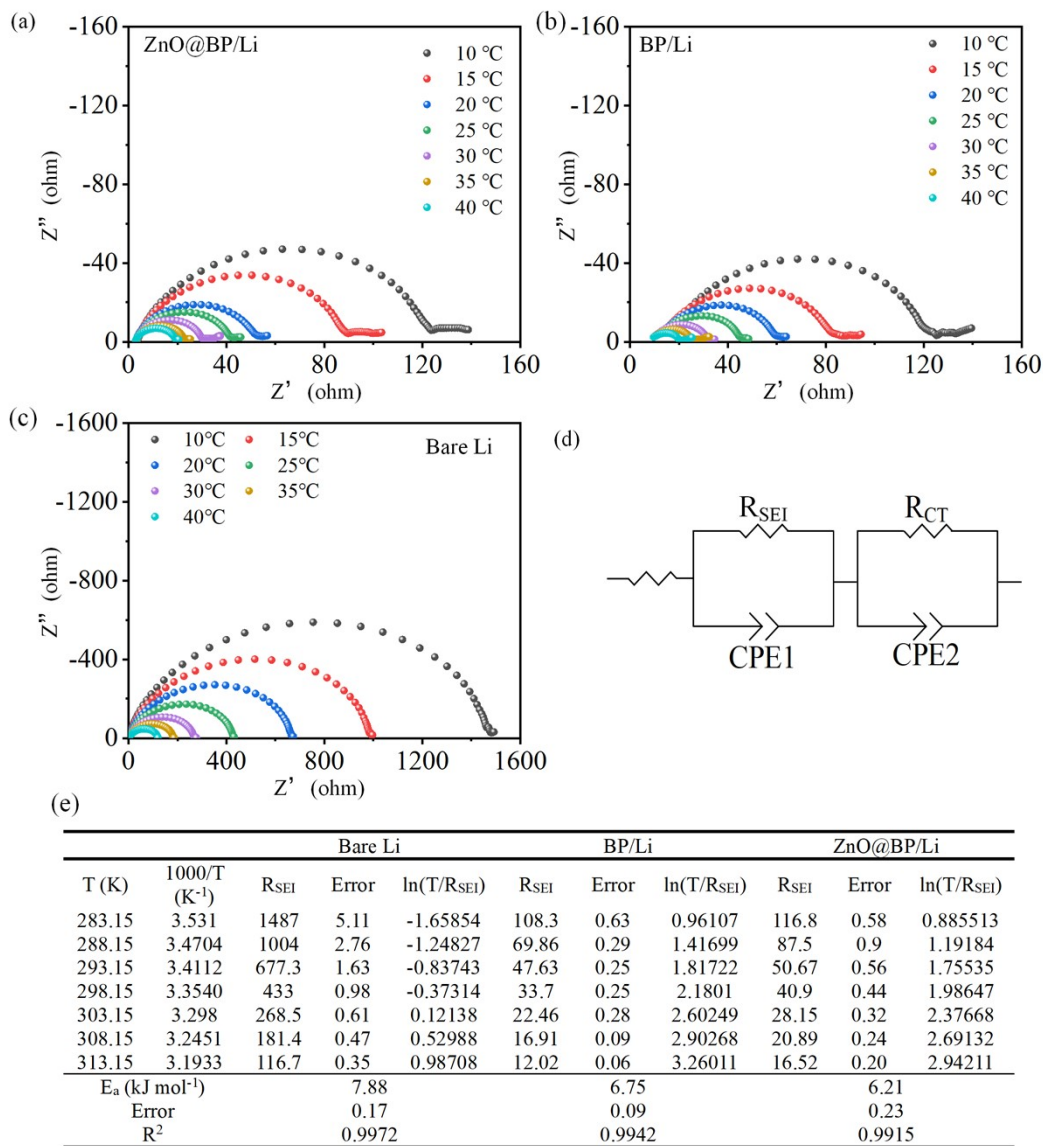 (a)
ZnO@BP/Li
-160
-120
-80
-40
0
0 40 80 120 160
Z’’ (ohm)
Z’ (ohm)
10 °C
15 °C
20 °C
25 °C
30 °C
35 °C
40 °C
(b)
BP/Li
-160
-120
-80
-40
0
0 40 80 120 160
Z’’ (ohm)
Z’ (ohm)
10 °C
15 °C
20 °C
25 °C
30 °C
35 °C
40 °C
(c)
Bare Li
-1600
-1200
-800
-400
0
0 400 800 1200 1600
Z’’ (ohm)
Z’ (ohm)
10°C 15°C
20°C 25°C
30°C 35°C
40°C
(d)
R_SEI R_CT
CPE1 CPE2
(e)
Bare Li BP/Li ZnO@BP/Li
T (K) 1000/T (K⁻¹) R_SEI Error ln(T/R_SEI) R_SEI Error ln(T/R_SEI) R_SEI Error ln(T/R_SEI)
283.15 3.531 1487 5.11 -1.65854 108.3 0.63 0.96107 116.8 0.58 0.885513
288.15 3.4704 1004 2.76 -1.24827 69.86 0.29 1.41699 87.5 0.9 1.19184
293.15 3.4112 677.3 1.63 -0.83743 47.63 0.25 1.81722 50.67 0.56 1.75535
298.15 3.3540 433 0.98 -0.37314 33.7 0.25 2.1801 40.9 0.44 1.98647
303.15 3.298 268.5 0.61 0.12138 22.46 0.28 2.60249 28.15 0.32 2.37668
308.15 3.2451 181.4 0.47 0.52988 16.91 0.09 2.90268 20.89 0.24 2.69132
313.15 3.1933 116.7 0.35 0.98708 12.02 0.06 3.26011 16.52 0.20 2.94211
Eₐ (kJ mol⁻¹) 7.88 6.75 6.21
Error 0.17 0.09 0.23
R² 0.9972 0.9942 0.9915